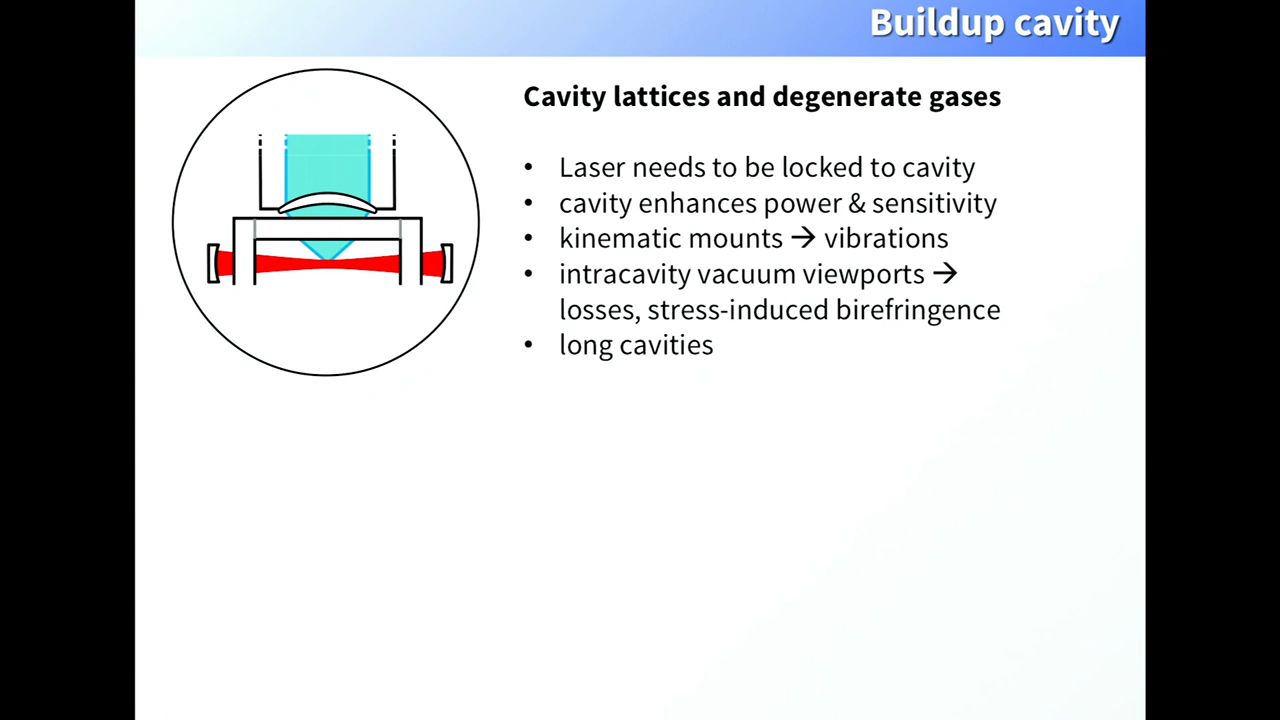 Buildup cavity
Cavity lattices and degenerate gases
• Laser needs to be locked to cavity
• cavity enhances power & sensitivity
• kinematic mounts → vibrations
• intracavity vacuum viewports →
losses, stress-induced birefringence
• long cavities